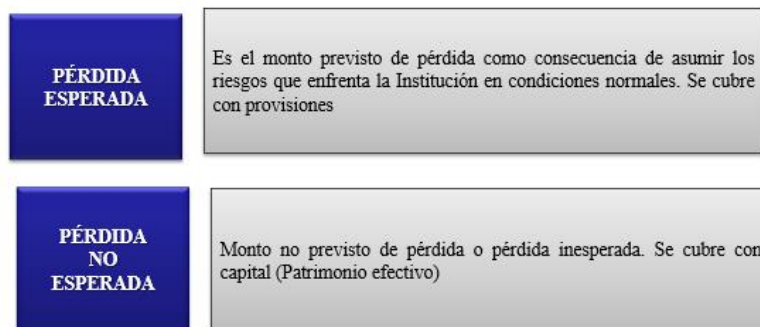 PÉRDIDA
ESPERADA
Es el monto previsto de pérdida como consecuencia de asumir los
riesgos que enfrenta la Institución en condiciones normales. Se cubre
con provisiones
PÉRDIDA
NO
ESPERADA
Monto no previsto de pérdida o pérdida inesperada. Se cubre con
capital (Patrimonio efectivo)